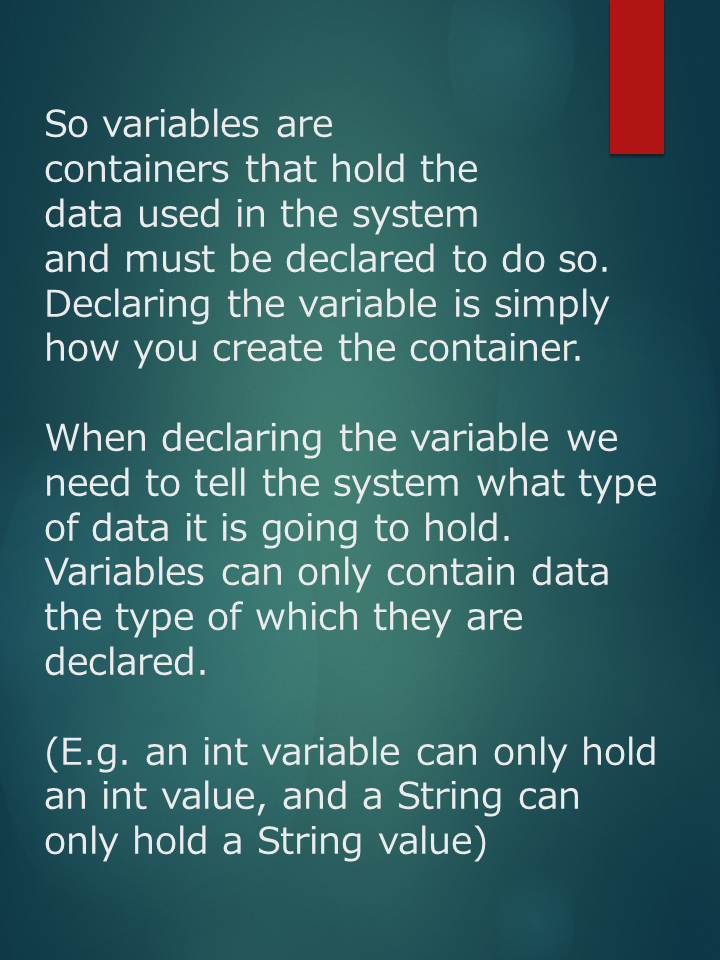 So variables are
containers that hold the
data used in the system
and must be declared to do so.
Declaring the variable is simply
how you create the container.
When declaring the variable we
need to tell the system what type
of data it is going to hold.
Variables can only contain data
the type of which they are
declared.
(E.g. an int variable can only hold
an int value, and a String can
only hold a String value)